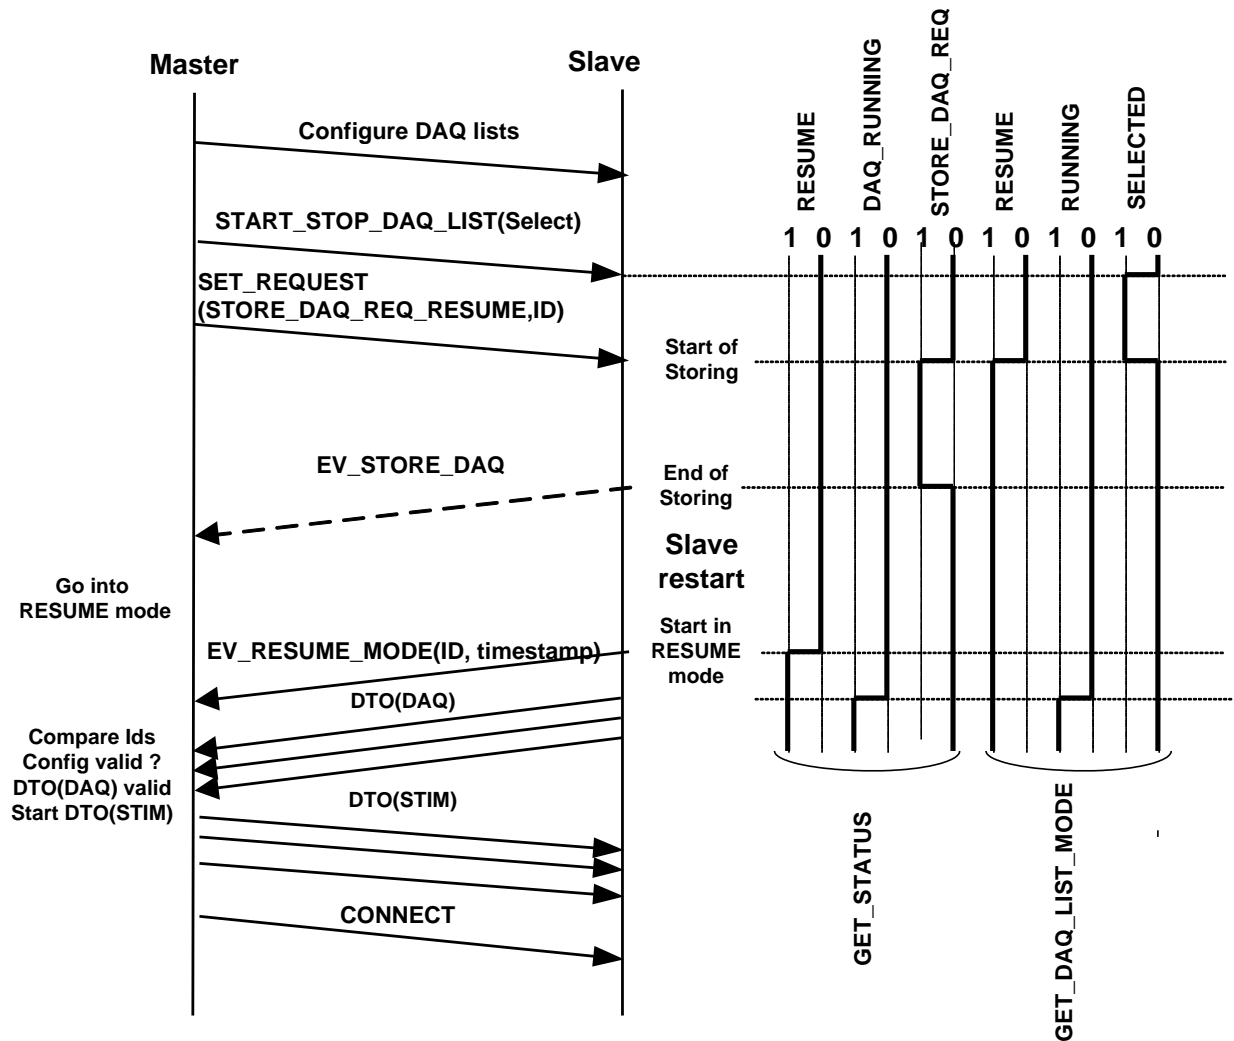 Master
Slave
RESUME
DAQ_RUNNING
STORE_DAQ_REQ
RESUME
RUNNING
SELECTED
1 0 1 0 1 0 1 0 1 0 1 0
Configure DAQ lists
START_STOP_DAQ_LIST(Select)
SET_REQUEST
(STORE_DAQ_REQ_RESUME,ID)
Start of
Storing
EV_STORE_DAQ
End of
Storing
Slave
restart
Go into
RESUME mode
Start in
RESUME
mode
EV_RESUME_MODE(ID, timestamp)
DTO(DAQ)
Compare Ids
Config valid ?
DTO(DAQ) valid
Start DTO(STIM)
DTO(STIM)
CONNECT
GET_STATUS
GET_DAQ_LIST_MODE